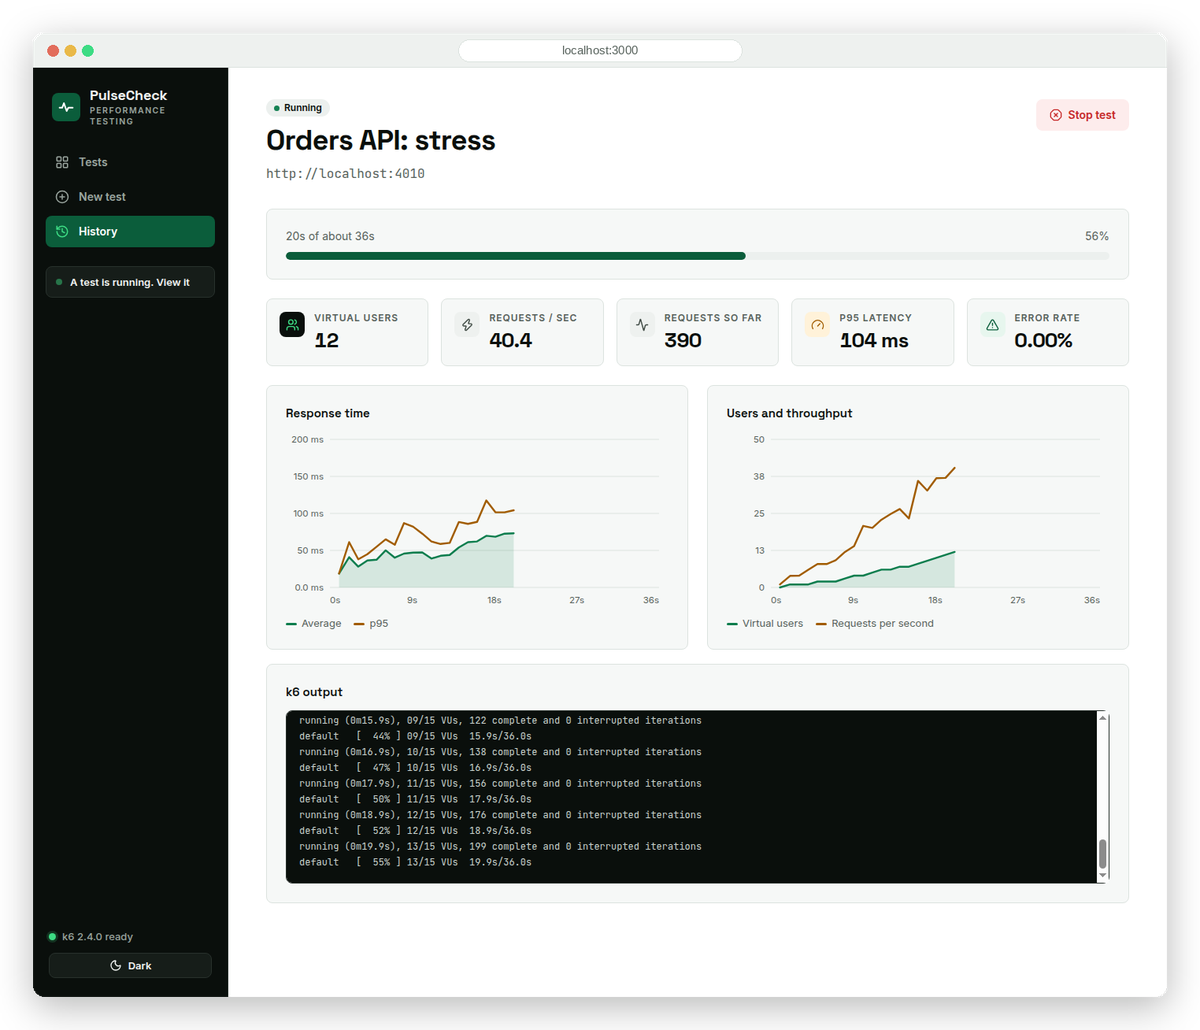 localhost:3000
PulseCheck
PERFORMANCE
TESTING
Tests
New test
History
A test is running. View it
k6 2.4.0 ready
Dark
Running
Orders API: stress
http://localhost:4010
Stop test
20s of about 36s
56%
VIRTUAL USERS
12
REQUESTS / SEC
40.4
REQUESTS SO FAR
390
P95 LATENCY
104 ms
ERROR RATE
0.00%
Response time
200 ms
150 ms
100 ms
50 ms
0.0 ms
0s 9s 18s 27s 36s
Average p95
Users and throughput
50
38
25
13
0
0s 9s 18s 27s 36s
Virtual users Requests per second
k6 output
running (0m15.9s), 09/15 VUs, 122 complete and 0 interrupted iterations
default [ 44% ] 09/15 VUs 15.9s/36.0s
running (0m16.9s), 10/15 VUs, 138 complete and 0 interrupted iterations
default [ 47% ] 10/15 VUs 16.9s/36.0s
running (0m17.9s), 11/15 VUs, 156 complete and 0 interrupted iterations
default [ 50% ] 11/15 VUs 17.9s/36.0s
running (0m18.9s), 12/15 VUs, 176 complete and 0 interrupted iterations
default [ 52% ] 12/15 VUs 18.9s/36.0s
running (0m19.9s), 13/15 VUs, 199 complete and 0 interrupted iterations
default [ 55% ] 13/15 VUs 19.9s/36.0s